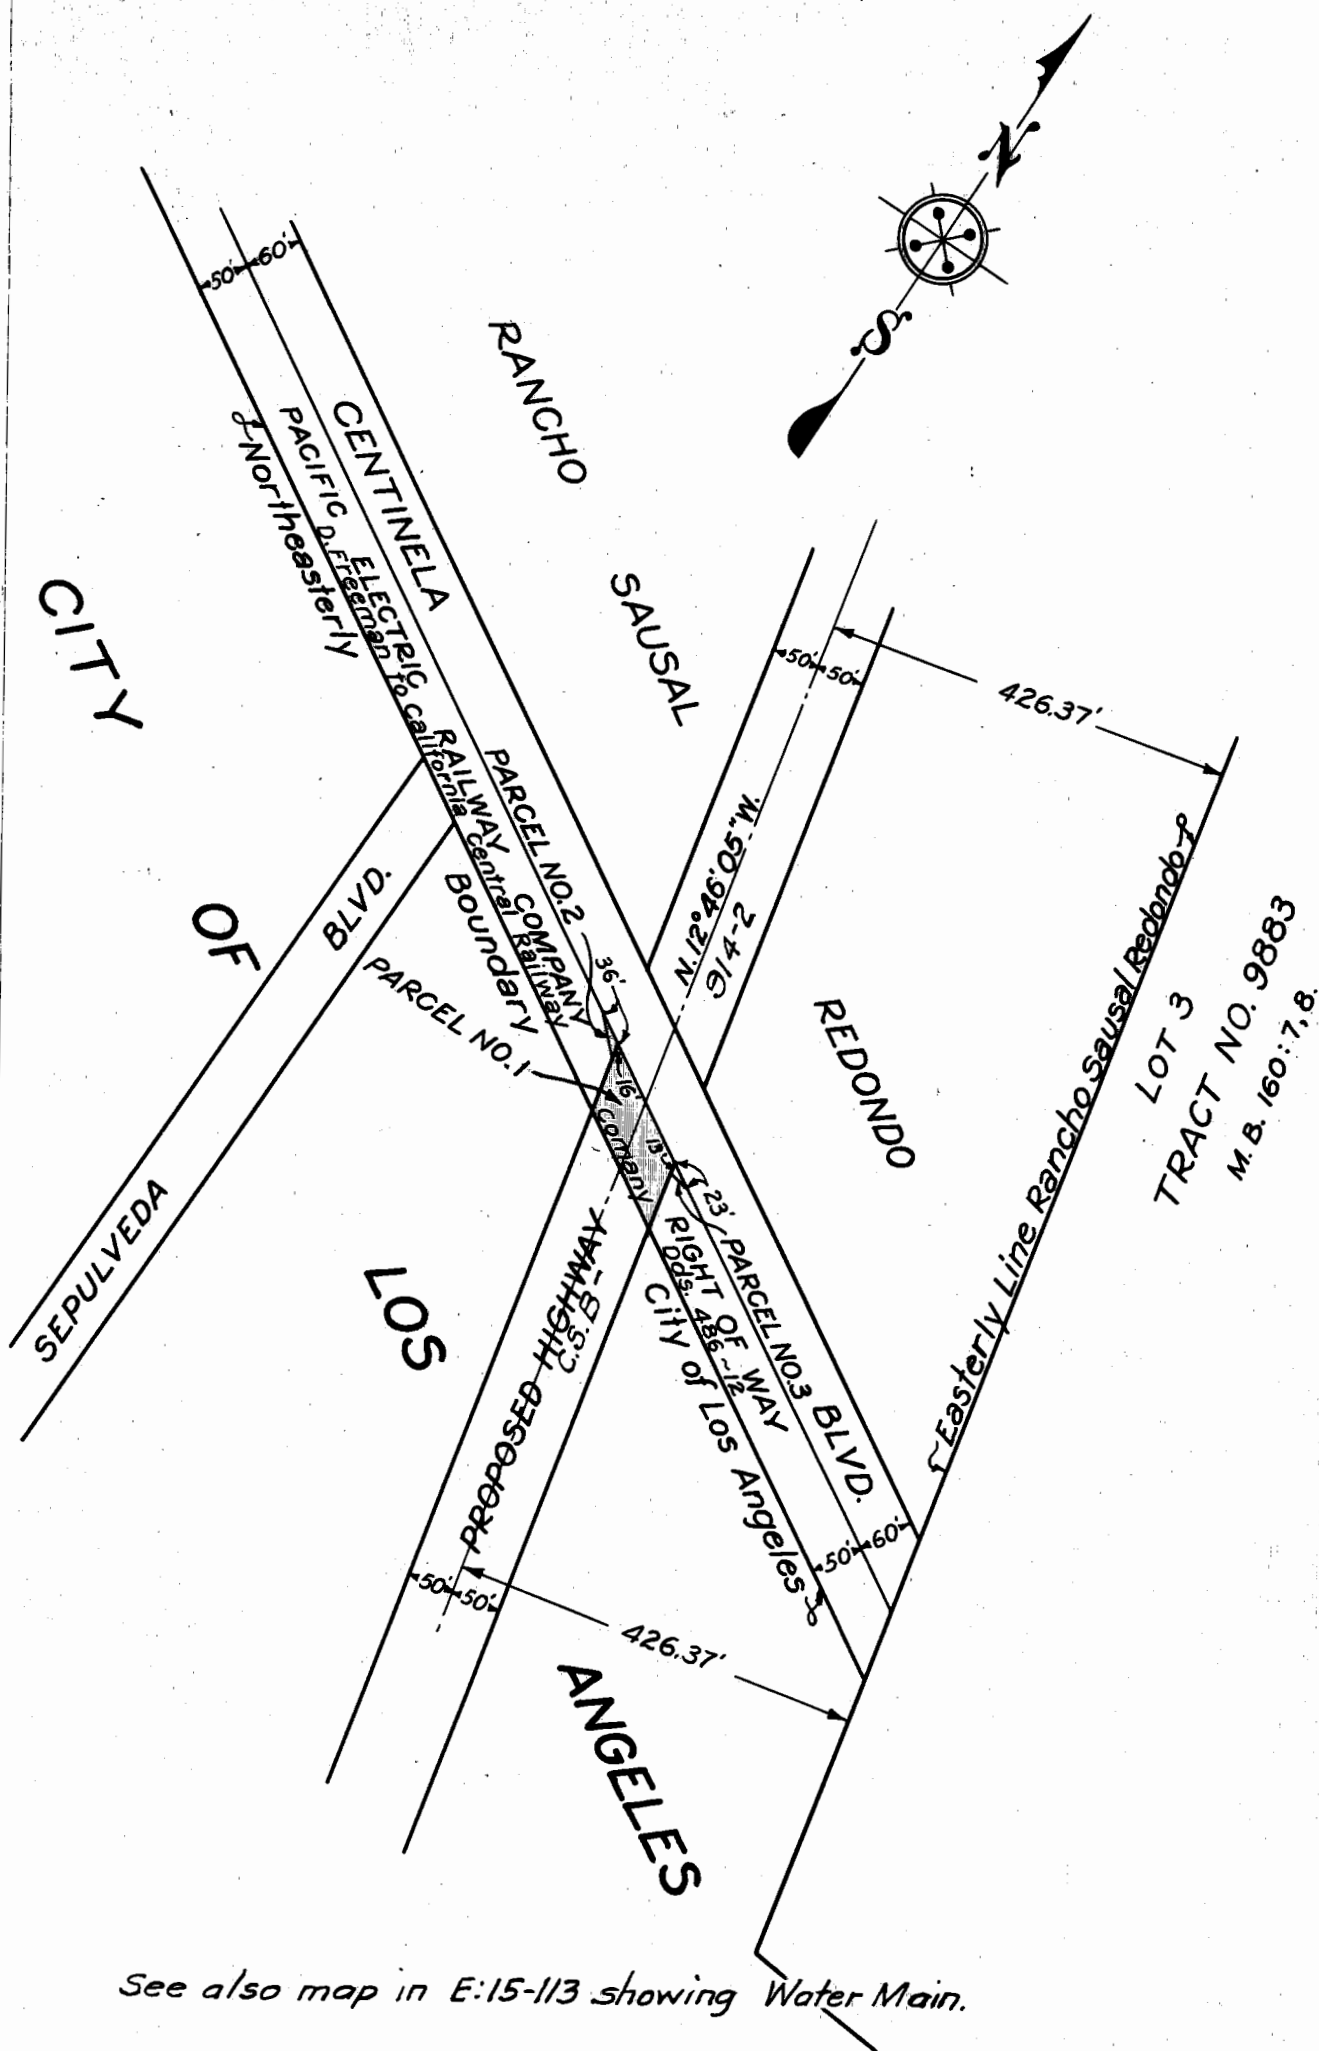 N
S
50' 60'
RANCHO
SAUSAL
REDONDO
CENTINELA
BLVD.
PACIFIC ELECTRIC RAILWAY COMPANY
RIGHT OF WAY
D. Freeman to California Central Railway Comany
Dds. 486~12
Northeasterly Boundary City of Los Angeles
CITY
OF
LOS
ANGELES
SEPULVEDA BLVD.
PARCEL NO. 2
PARCEL NO. 1
PARCEL NO. 3
36'
16'
13'
23'
50' 50'
426.37'
N. 12° 46' 05" W.
914-2
PROPOSED HIGHWAY
C.S.B-
50' 50'
426.37'
50' 60'
Easterly Line Rancho Sausal Redondo
LOT 3
TRACT NO. 9883
M.B. 160:7,8.
See also map in E:15-113 showing Water Main.